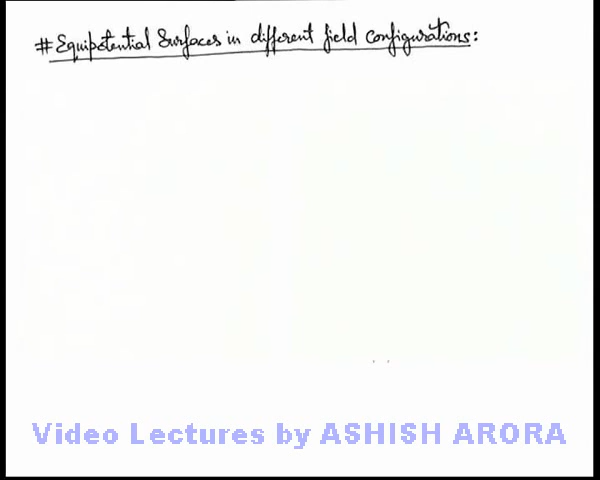 # Equipotential Surfaces in different field configurations:
Video Lectures by ASHISH ARORA